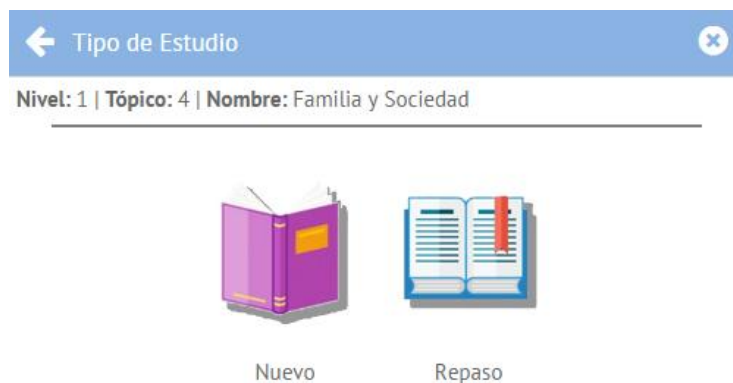 Tipo de Estudio
Nivel: 1 | Tópico: 4 | Nombre: Familia y Sociedad
Nuevo Repaso